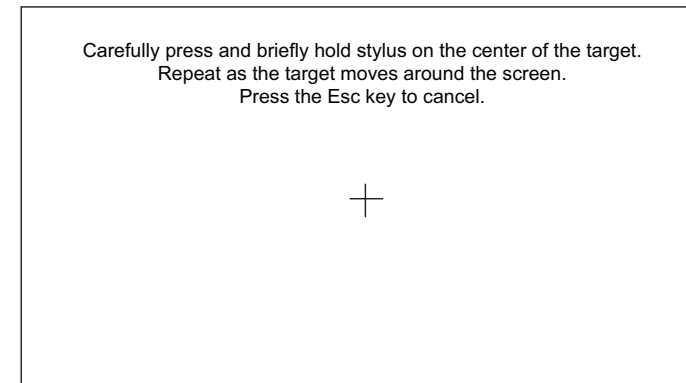 Carefully press and briefly hold stylus on the center of the target.
Repeat as the target moves around the screen.
Press the Esc key to cancel.